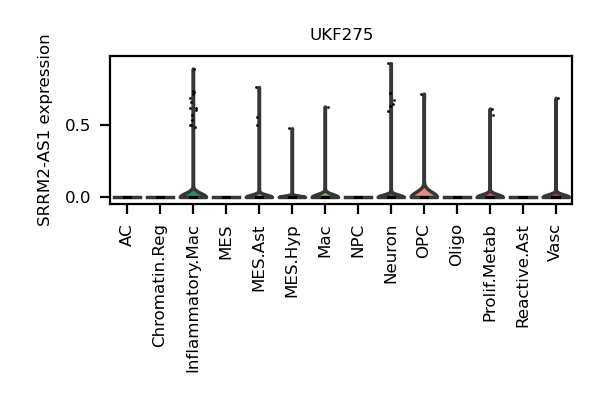 UKF275
SRRM2-AS1 expression
0.5
0.0
AC
Chromatin.Reg
Inflammatory.Mac
MES
MES.Ast
MES.Hyp
Mac
NPC
Neuron
OPC
Oligo
Prolif.Metab
Reactive.Ast
Vasc